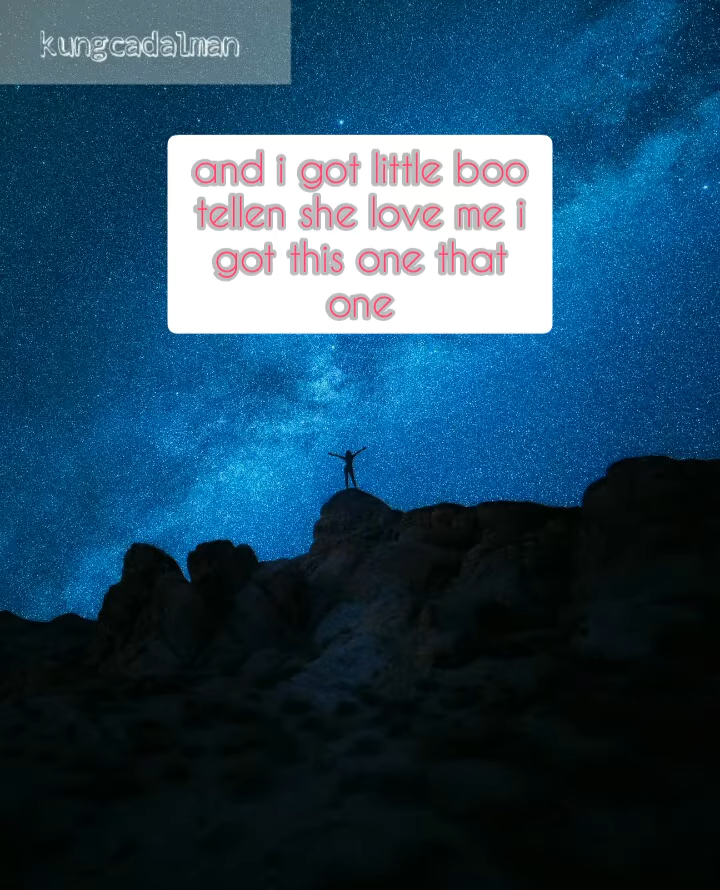 kungcadalman
and i got little boo
tellen she love me i
got this one that
one